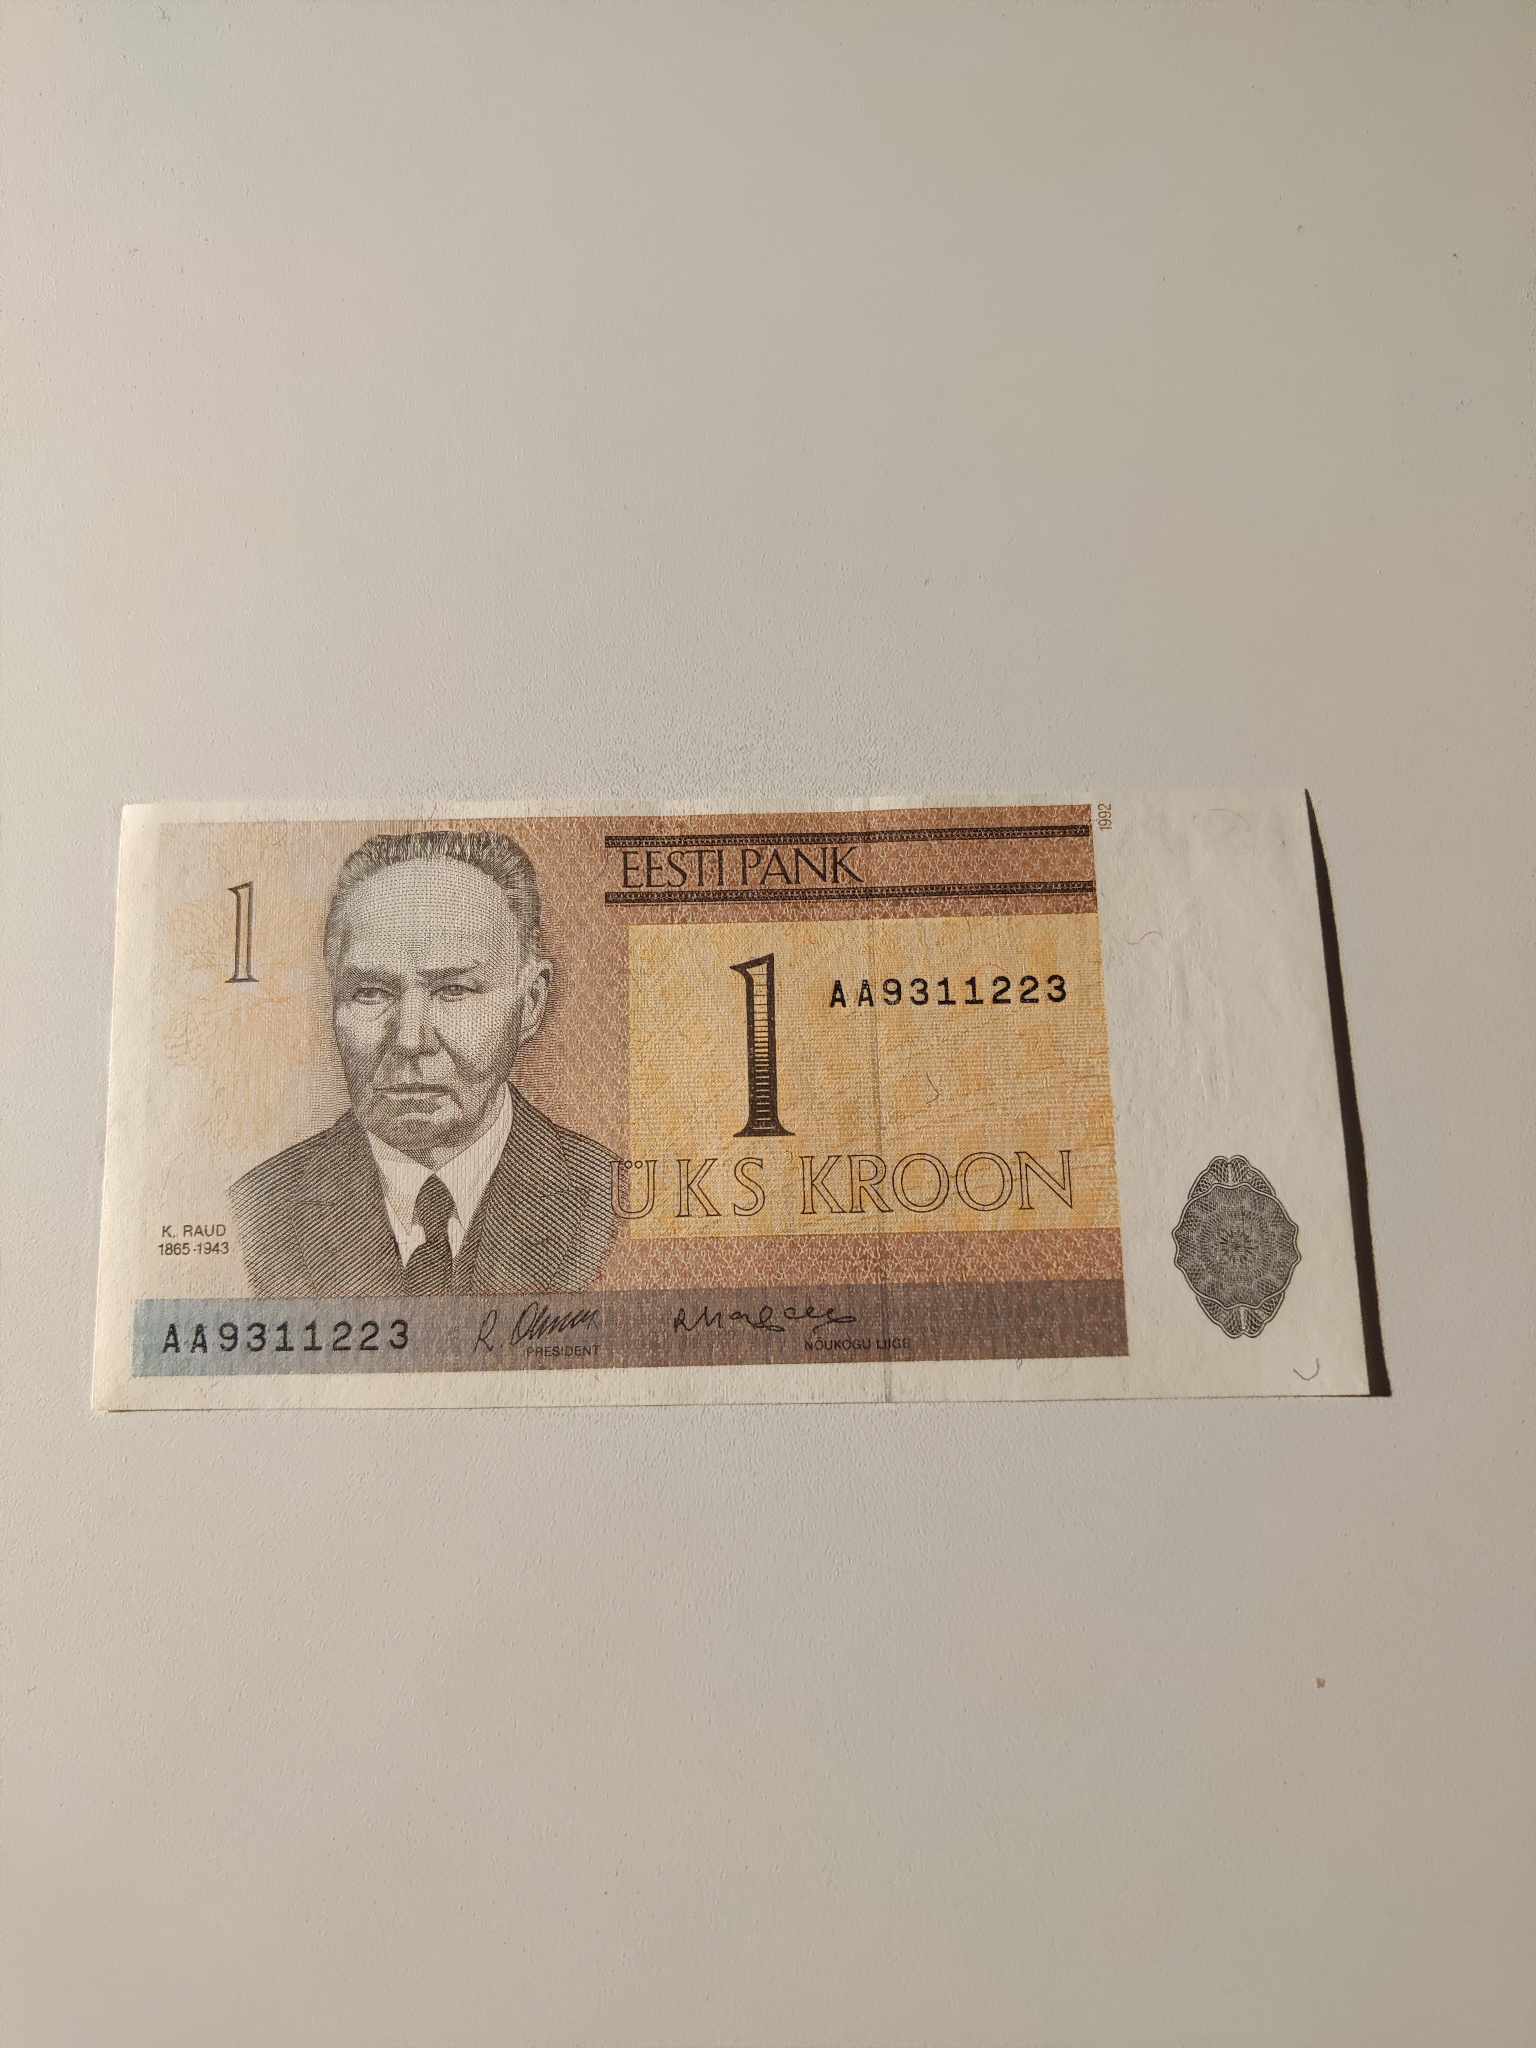 1992
EESTI PANK
1
1
AA9311223
ÜKS KROON
K. RAUD
1865-1943
AA9311223
PRESIDENT
NÕUKOGU LIIGE